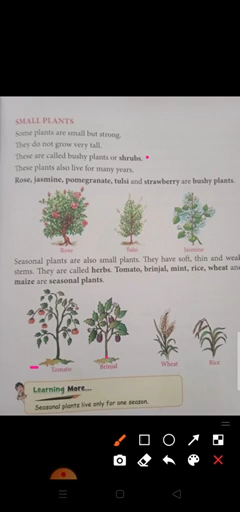 SMALL PLANTS
Some plants are small but strong.
They do not grow very tall.
These are called bushy plants or shrubs.
These plants also live for many years.
Rose, jasmine, pomegranate, tulsi and strawberry are bushy plants.
Rose
Tulsi
Jasmine
Seasonal plants are also small plants. They have soft, thin and weak
stems. They are called herbs. Tomato, brinjal, mint, rice, wheat and
maize are seasonal plants.
Tomato
Brinjal
Wheat
Rice
Learning More...
Seasonal plants live only for one season.